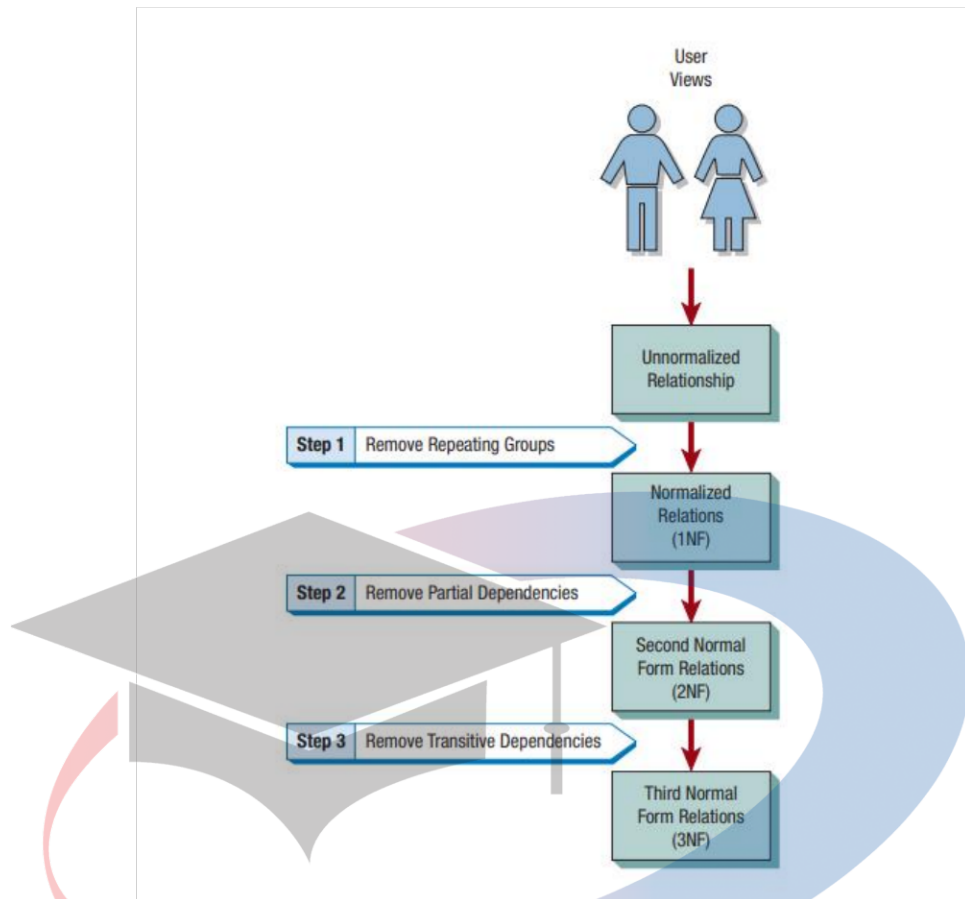 User
Views
Unnormalized
Relationship
Step 1 Remove Repeating Groups
Normalized
Relations
(1NF)
Step 2 Remove Partial Dependencies
Second Normal
Form Relations
(2NF)
Step 3 Remove Transitive Dependencies
Third Normal
Form Relations
(3NF)